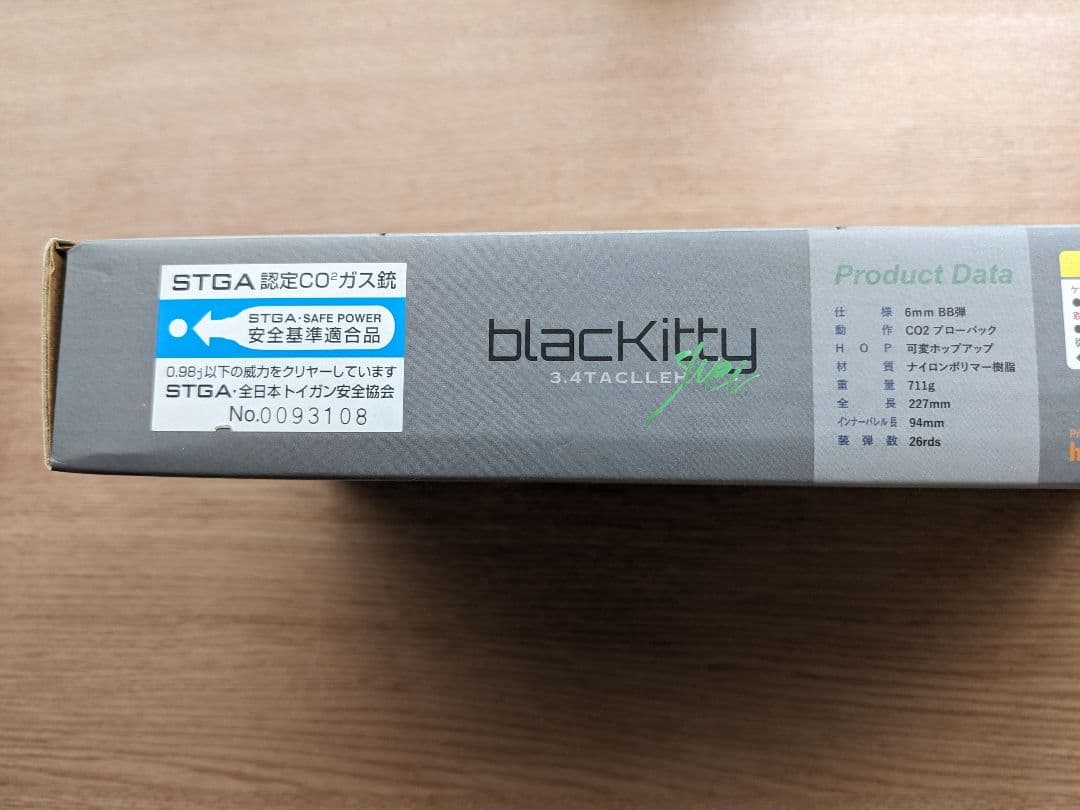 STGA 認定CO²ガス銃
STGA・SAFE POWER
安全基準適合品
0.98j以下の威力をクリヤーしています
STGA・全日本トイガン安全協会
No.0093108
blacKitty
3.4TACLLEH
Silver
Product Data
仕様 6mm BB弾
動作 CO2 ブローバック
HOP 可変ホップアップ
材質 ナイロンポリマー樹脂
重量 711g
全長 227mm
インナーバレル長 94mm
装弾数 26rds